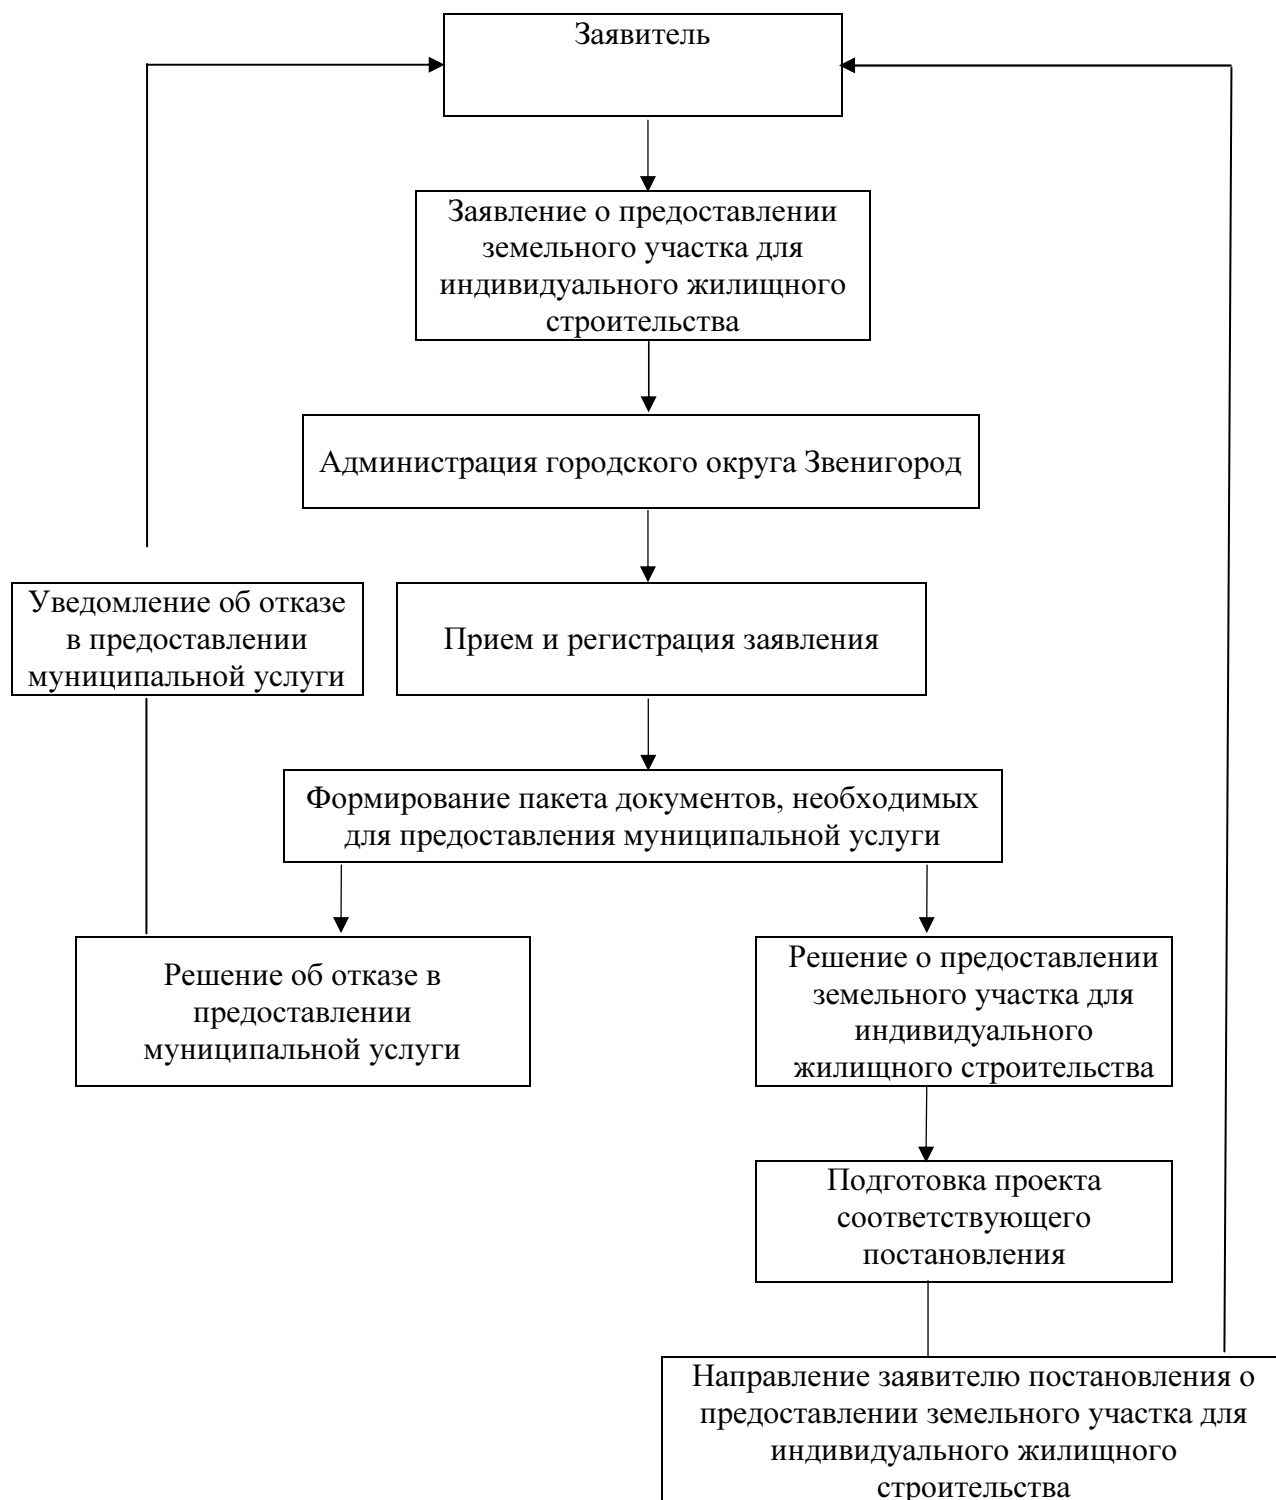 Заявитель
Заявление о предоставлении
земельного участка для
индивидуального жилищного
строительства
Администрация городского округа Звенигород
Уведомление об отказе
в предоставлении
муниципальной услуги
Прием и регистрация заявления
Формирование пакета документов, необходимых
для предоставления муниципальной услуги
Решение об отказе в
предоставлении
муниципальной услуги
Решение о предоставлении
земельного участка для
индивидуального
жилищного строительства
Подготовка проекта
соответствующего
постановления
Направление заявителю постановления о
предоставлении земельного участка для
индивидуального жилищного
строительства